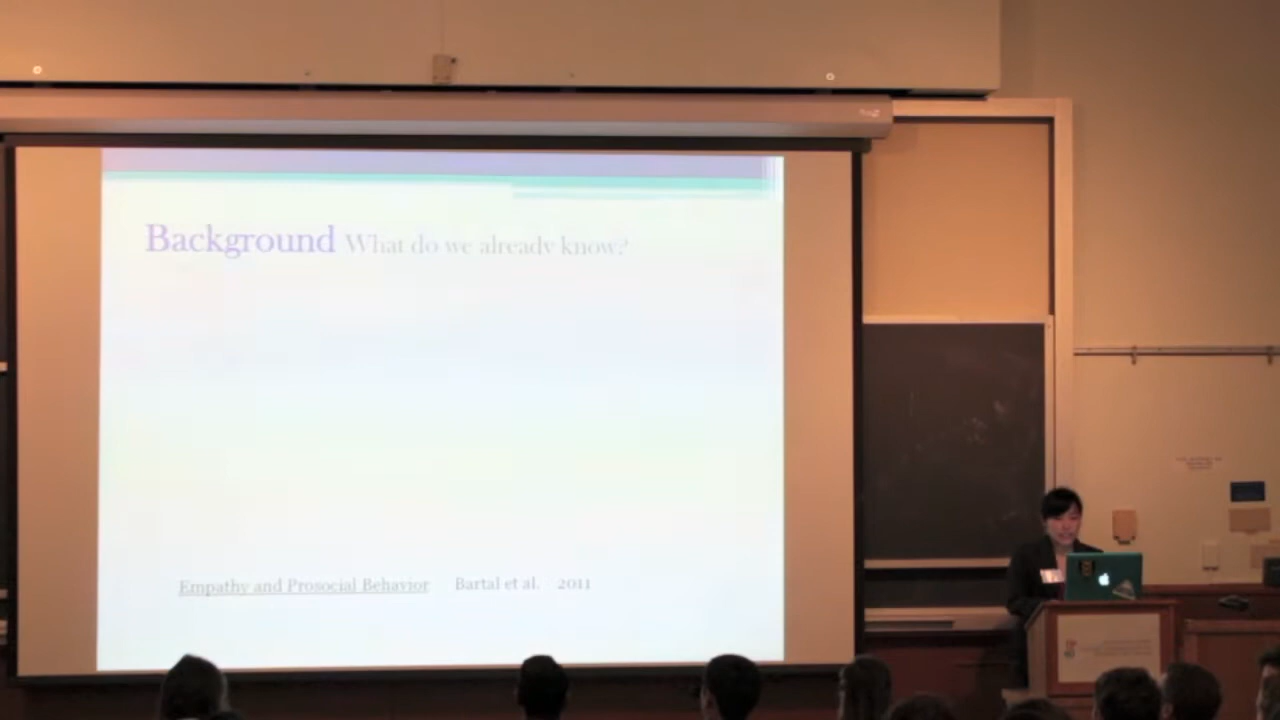 Background What do we already know?
Empathy and Prosocial Behavior Bartal et al. 2011